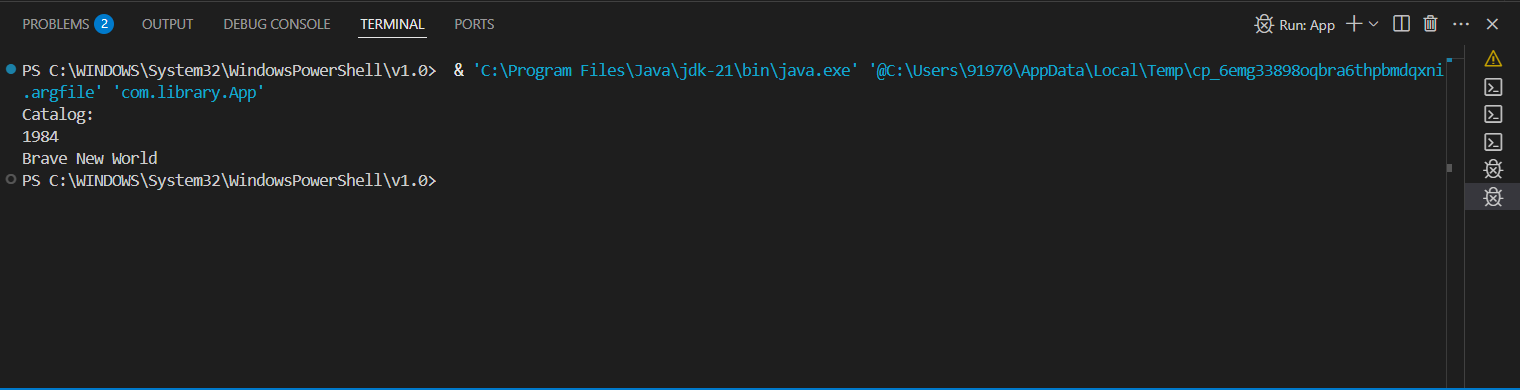 PROBLEMS 2 OUTPUT DEBUG CONSOLE TERMINAL PORTS Run: App
PS C:\WINDOWS\System32\WindowsPowerShell\v1.0>  & 'C:\Program Files\Java\jdk-21\bin\java.exe' '@C:\Users\91970\AppData\Local\Temp\cp_6emg33898oqbra6thpbmdqxni
.argfile' 'com.library.App'
Catalog:
1984
Brave New World
PS C:\WINDOWS\System32\WindowsPowerShell\v1.0>